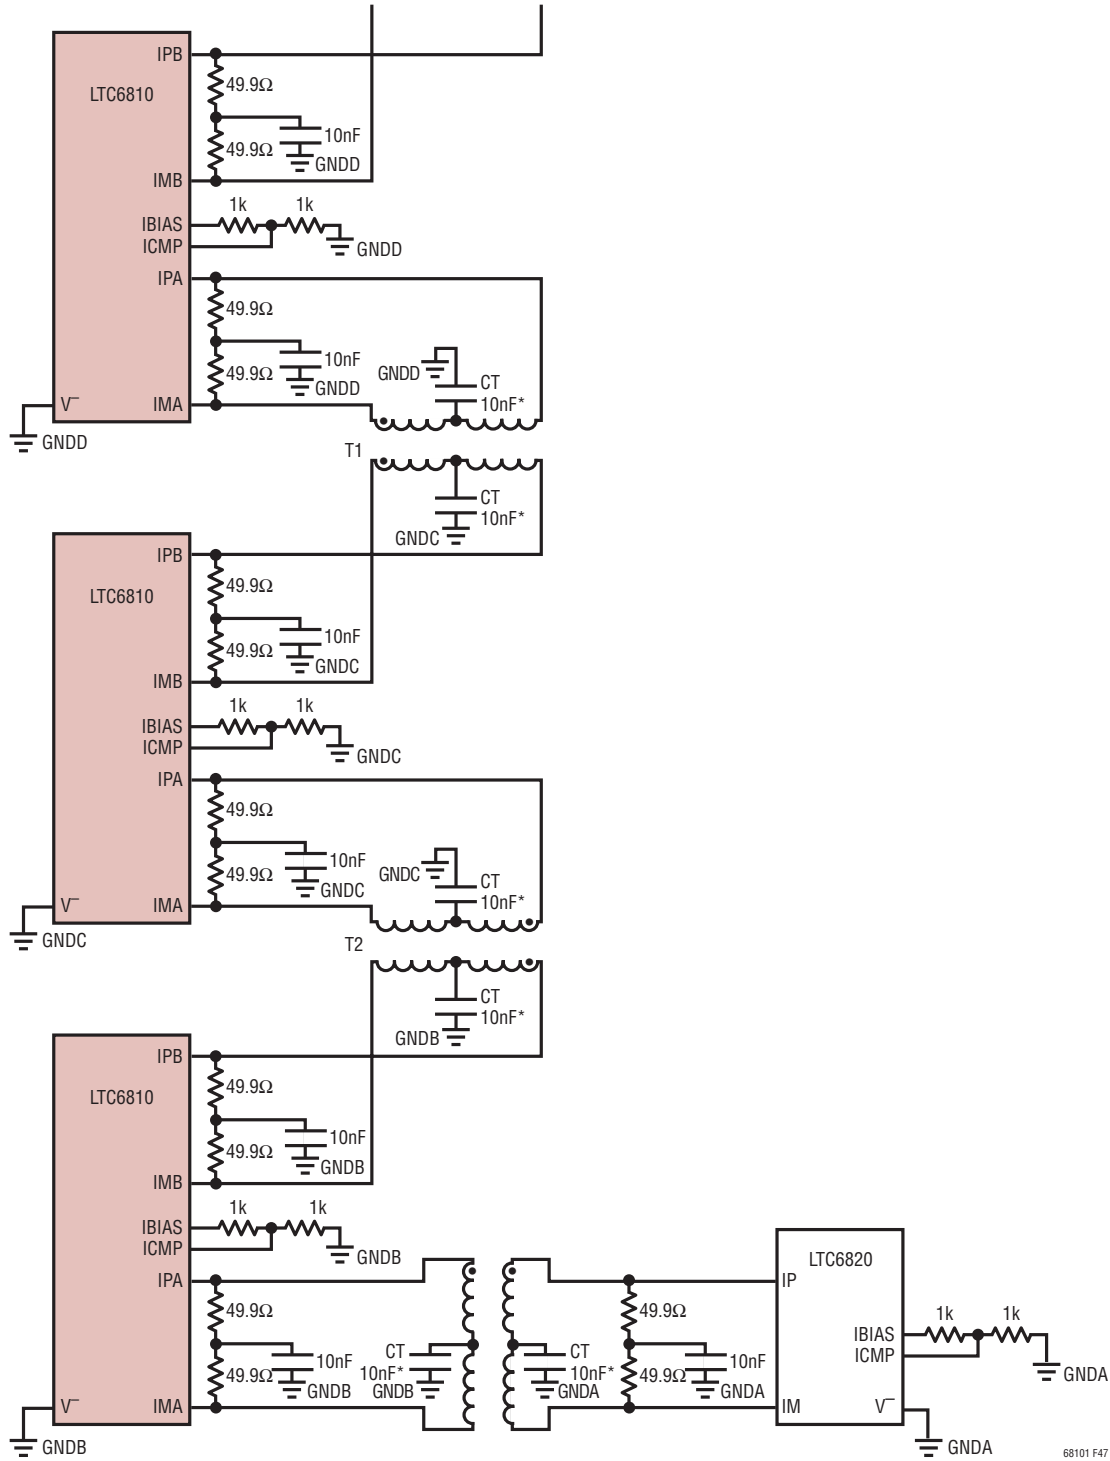 IPB
LTC6810
49.9Ω
10nF
49.9Ω
GNDD
IMB
1k 1k
IBIAS
ICMP
GNDD
IPA
49.9Ω
10nF
49.9Ω
GNDD
GNDD
CT
10nF*
V– IMA
GNDD
T1
CT
10nF*
GNDC
IPB
LTC6810
49.9Ω
10nF
49.9Ω
GNDC
IMB
1k 1k
IBIAS
ICMP
GNDC
IPA
49.9Ω
10nF
49.9Ω
GNDC
GNDC
CT
10nF*
V– IMA
GNDC
T2
CT
10nF*
GNDB
IPB
LTC6810
49.9Ω
10nF
49.9Ω
GNDB
IMB
1k 1k
IBIAS
ICMP
GNDB
IPA
49.9Ω
10nF
49.9Ω
GNDB
CT
10nF*
GNDB
V– IMA
GNDB
CT
10nF*
GNDA
49.9Ω
10nF
49.9Ω
GNDA
LTC6820
IP
IBIAS
ICMP
1k 1k
GNDA
IM V–
GNDA
68101 F47